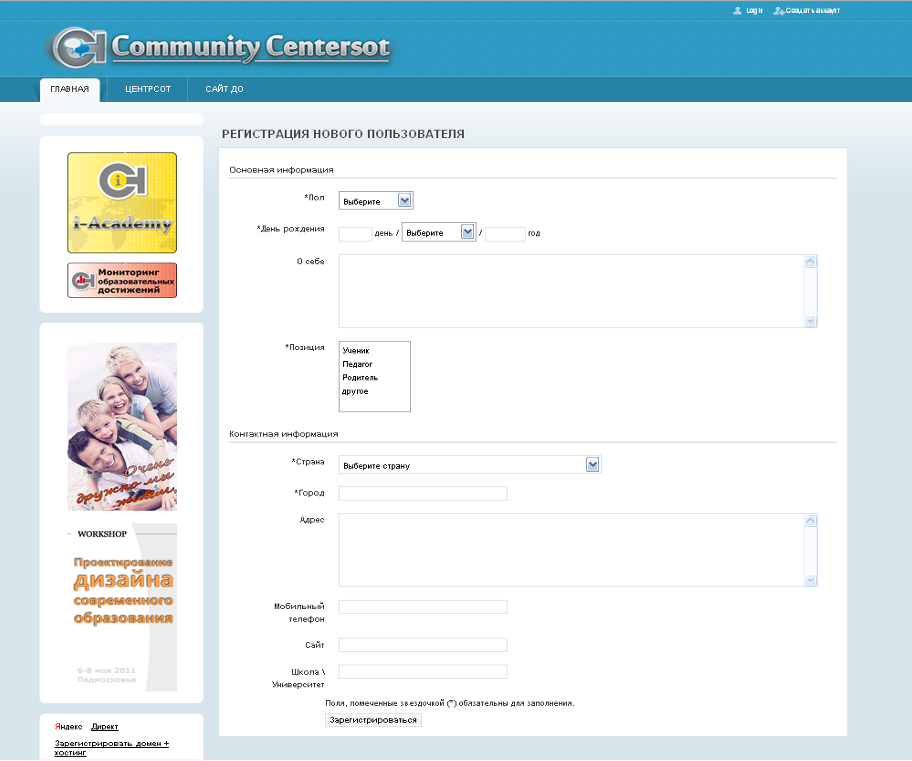 Log In
Создать аккаунт
Community Centersot
ГЛАВНАЯ
ЦЕНТРСОТ
САЙТ ДО
i-Academy
Мониторинг
образовательных
достижений
Очень
дружно мы
живем,
WORKSHOP
Проектирование
дизайна
современного
образования
6-8 мая 2011
Подмосковье
Яндекс Директ
Зарегистрировать домен +
хостинг
РЕГИСТРАЦИЯ НОВОГО ПОЛЬЗОВАТЕЛЯ
Основная информация
*Пол Выберите
*День рождения день / Выберите / год
О себе
*Позиция
Ученик
Педагог
Родитель
другое
Контактная информация
*Страна Выберите страну
*Город
Адрес
Мобильный
телефон
Сайт
Школа \
Университет
Поля, помеченные звездочкой (*) обязательны для заполнения.
Зарегистрироваться